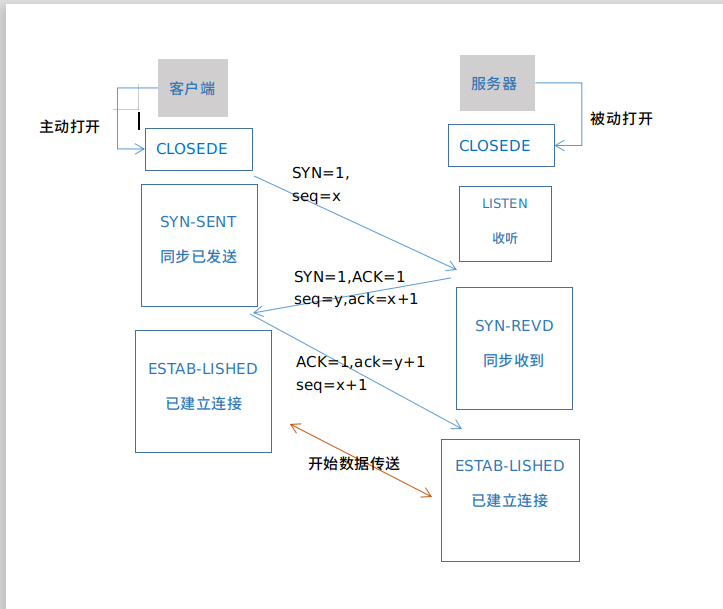 客户端
服务器
主动打开
被动打开
CLOSEDE
CLOSEDE
SYN=1,
seq=x
SYN-SENT
同步已发送
LISTEN
收听
SYN=1,ACK=1
seq=y,ack=x+1
SYN-REVD
同步收到
ESTAB-LISHED
已建立连接
ACK=1,ack=y+1
seq=x+1
开始数据传送
ESTAB-LISHED
已建立连接